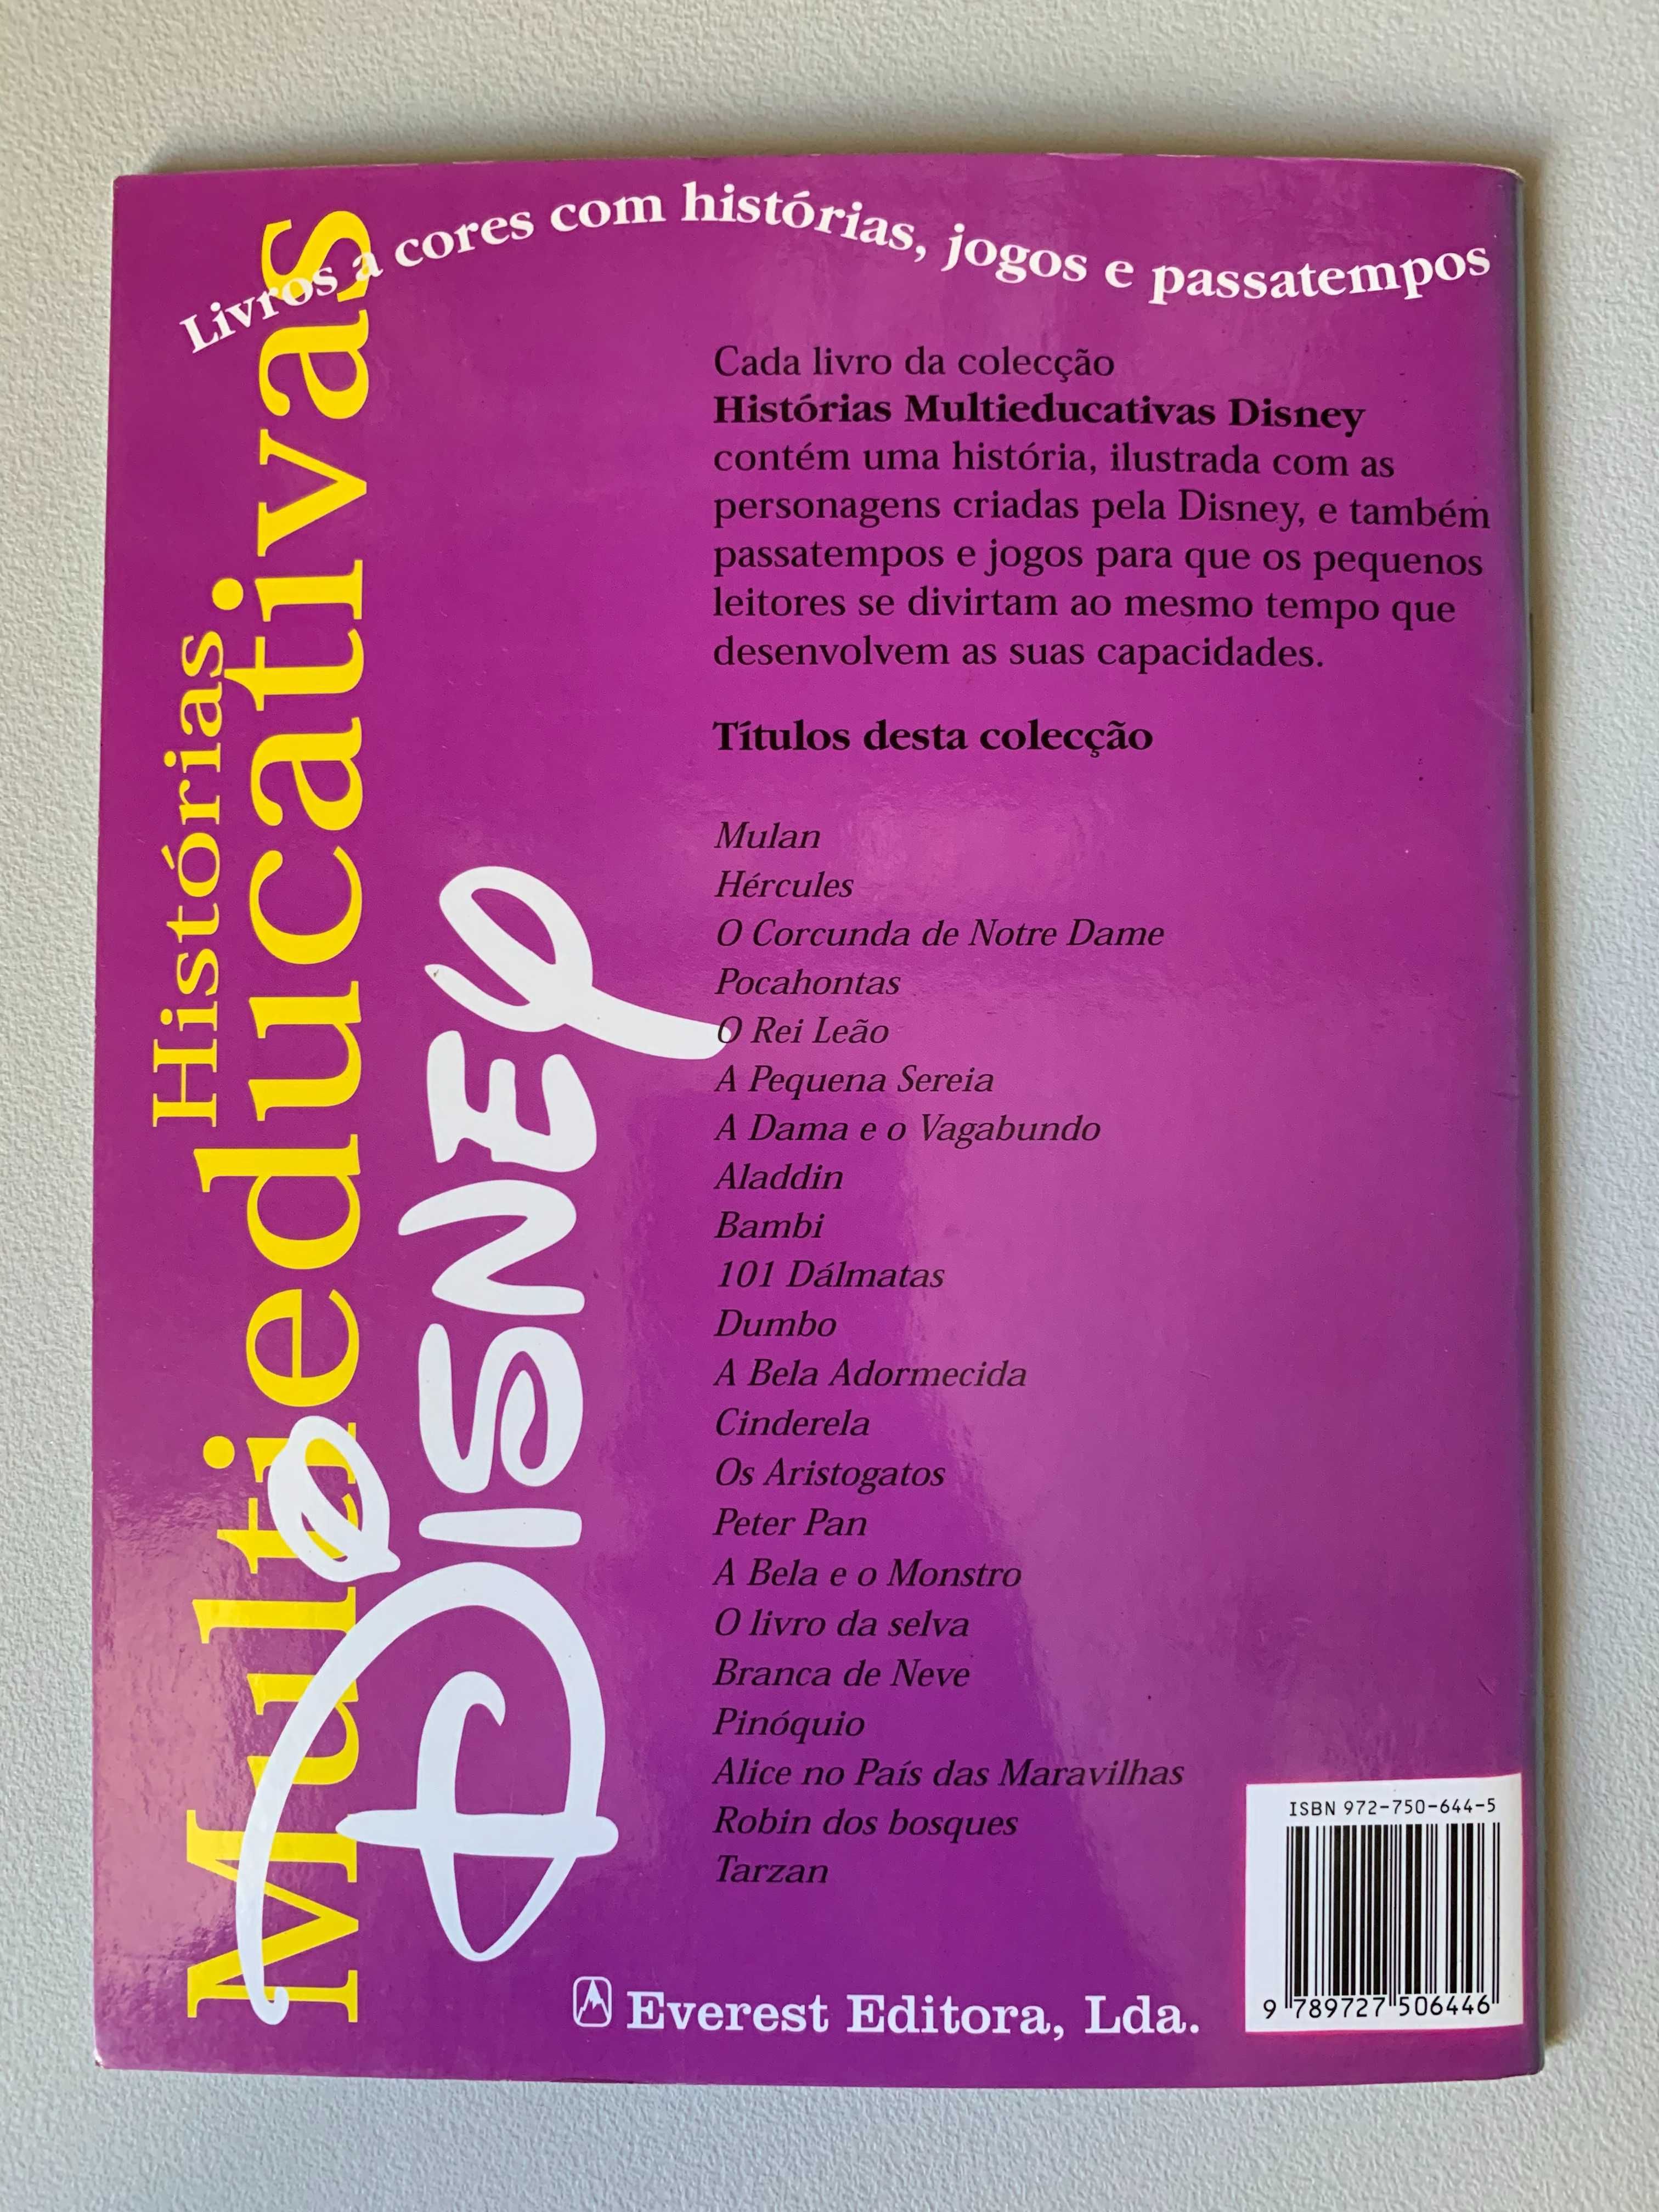 Livros a cores com histórias, jogos e passatempos
Histórias
Multieducativas
Disney
Cada livro da colecção
Histórias Multieducativas Disney
contém uma história, ilustrada com as
personagens criadas pela Disney, e também
passatempos e jogos para que os pequenos
leitores se divirtam ao mesmo tempo que
desenvolvem as suas capacidades.
Títulos desta colecção
Mulan
Hércules
O Corcunda de Notre Dame
Pocahontas
O Rei Leão
A Pequena Sereia
A Dama e o Vagabundo
Aladdin
Bambi
101 Dálmatas
Dumbo
A Bela Adormecida
Cinderela
Os Aristogatos
Peter Pan
A Bela e o Monstro
O livro da selva
Branca de Neve
Pinóquio
Alice no País das Maravilhas
Robin dos bosques
Tarzan
ISBN 972-750-644-5
9 789727 506446
Everest Editora, Lda.